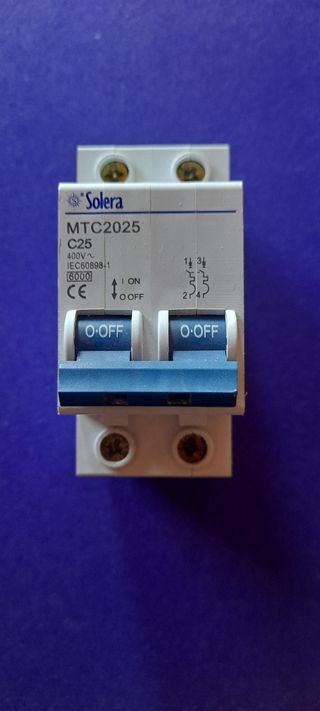 Solera
MTC2025
C25
400V~
IEC60898-1
6000
CE
I ON
O OFF
1 3
2 4
O·OFF O·OFF